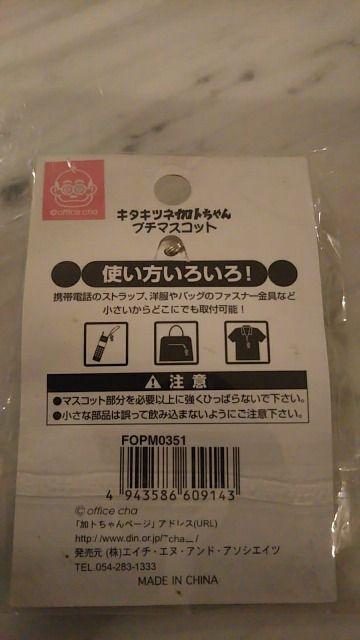 ©office cha
キタキツネ加トちゃん
プチマスコット
使い方いろいろ!
携帯電話のストラップ、洋服やバッグのファスナー金具など
小さいからどこにでも取付可能!
注意
●マスコット部分を必要以上に強くひっぱらないで下さい。
●小さな部品は誤って飲み込まないようにご注意下さい。
FOPM0351
4 943586 609143
©office cha
「加トちゃんページ」アドレス(URL)
http://www.din.or.jp/~cha__/
発売元 (株)エイチ・エヌ・アンド・アソシエイツ
TEL.054-283-1333
MADE IN CHINA